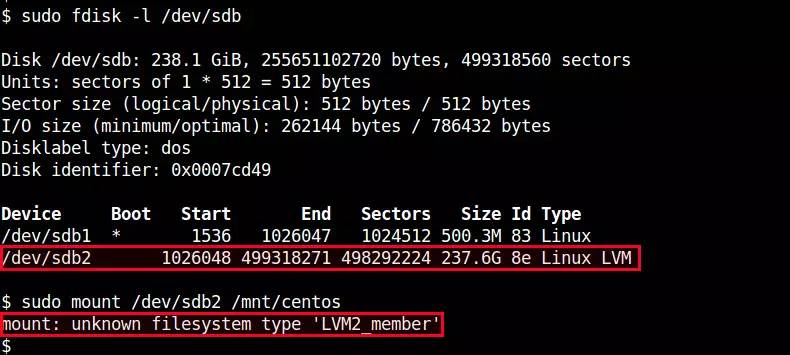 $ sudo fdisk -l /dev/sdb
Disk /dev/sdb: 238.1 GiB, 255651102720 bytes, 499318560 sectors
Units: sectors of 1 * 512 = 512 bytes
Sector size (logical/physical): 512 bytes / 512 bytes
I/O size (minimum/optimal): 262144 bytes / 786432 bytes
Disklabel type: dos
Disk identifier: 0x0007cd49
Device     Boot   Start       End   Sectors   Size Id Type
/dev/sdb1  *       1536   1026047   1024512 500.3M 83 Linux
/dev/sdb2       1026048 499318271 498292224 237.6G 8e Linux LVM
$ sudo mount /dev/sdb2 /mnt/centos
mount: unknown filesystem type 'LVM2_member'
$